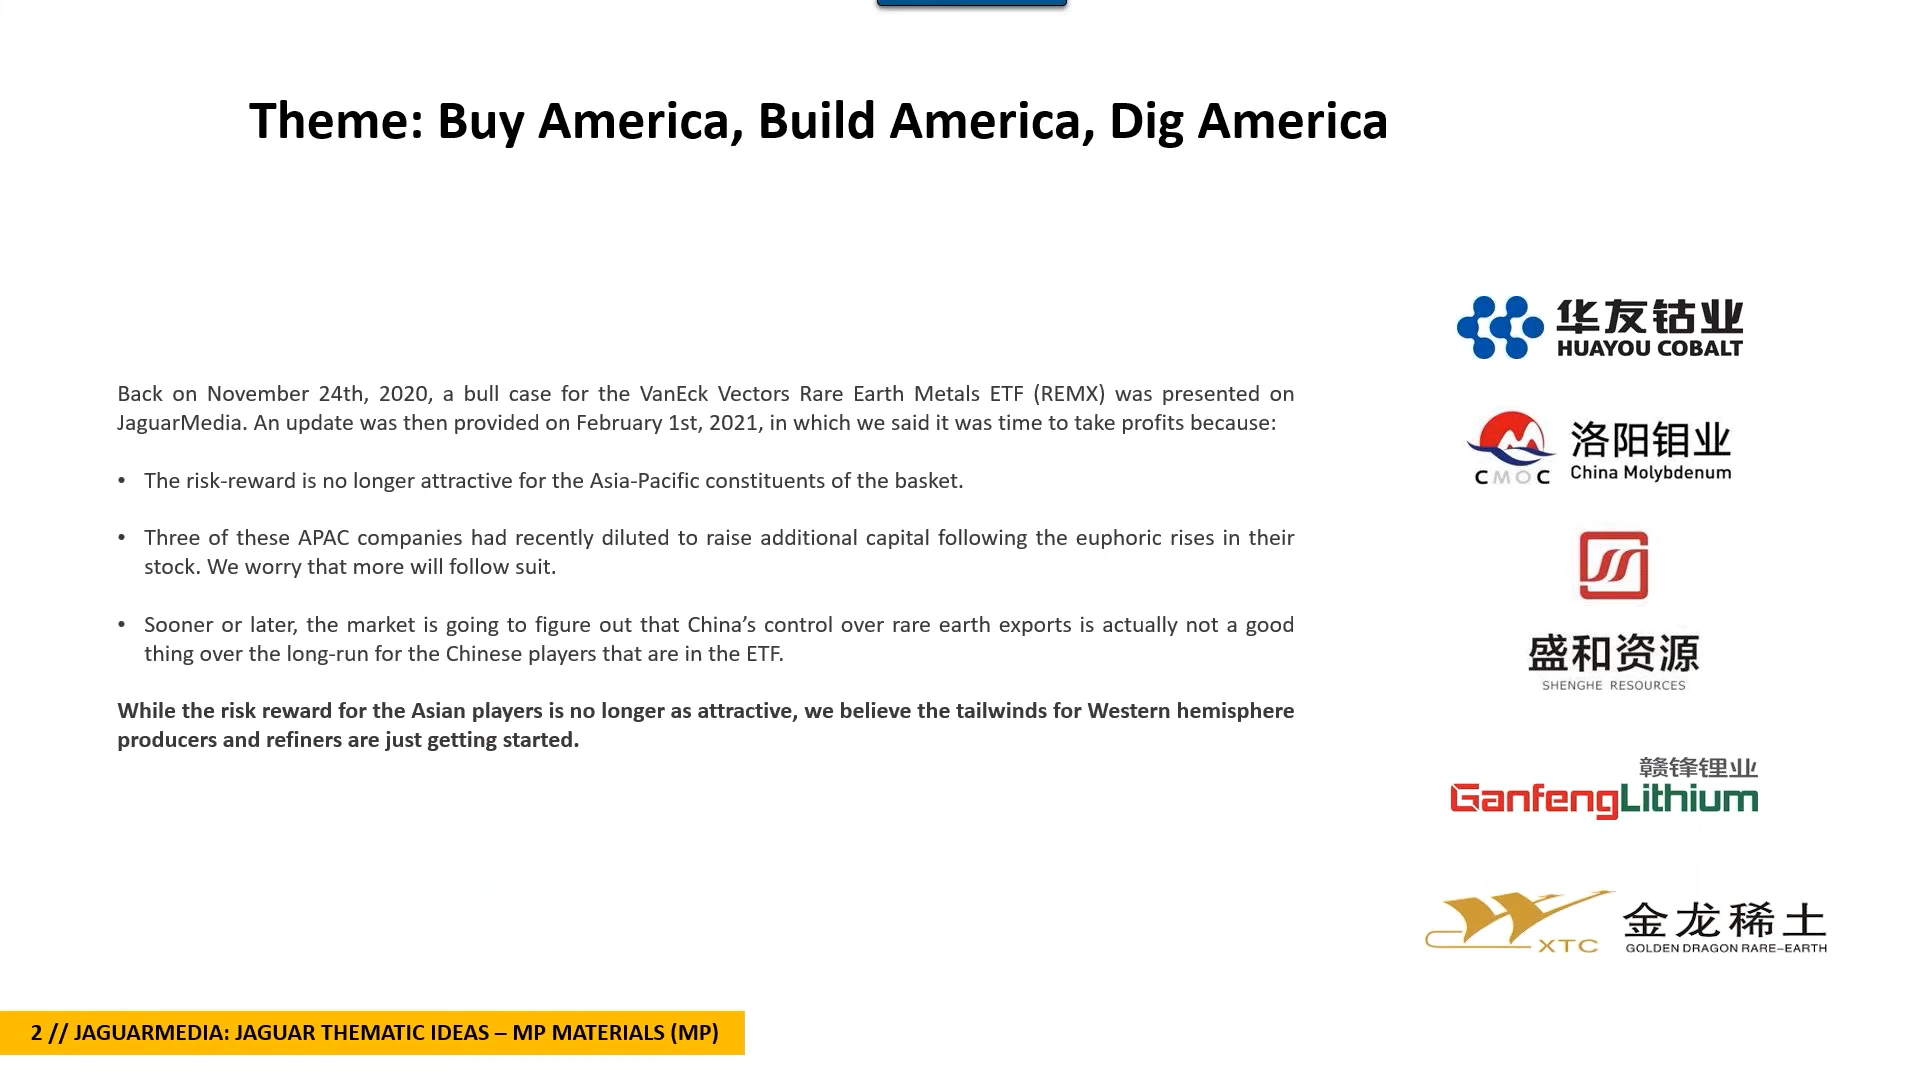 Theme: Buy America, Build America, Dig America
Back on November 24th, 2020, a bull case for the VanEck Vectors Rare Earth Metals ETF (REMX) was presented on
JaguarMedia. An update was then provided on February 1st, 2021, in which we said it was time to take profits because:
• The risk-reward is no longer attractive for the Asia-Pacific constituents of the basket.
• Three of these APAC companies had recently diluted to raise additional capital following the euphoric rises in their
stock. We worry that more will follow suit.
• Sooner or later, the market is going to figure out that China’s control over rare earth exports is actually not a good
thing over the long-run for the Chinese players that are in the ETF.
While the risk reward for the Asian players is no longer as attractive, we believe the tailwinds for Western hemisphere
producers and refiners are just getting started.
华友钴业
HUAYOU COBALT
洛阳钼业
CMOC China Molybdenum
盛和资源
SHENGHE RESOURCES
赣锋锂业
GanfengLithium
金龙稀土
XTC GOLDEN DRAGON RARE-EARTH
2 // JAGUARMEDIA: JAGUAR THEMATIC IDEAS – MP MATERIALS (MP)